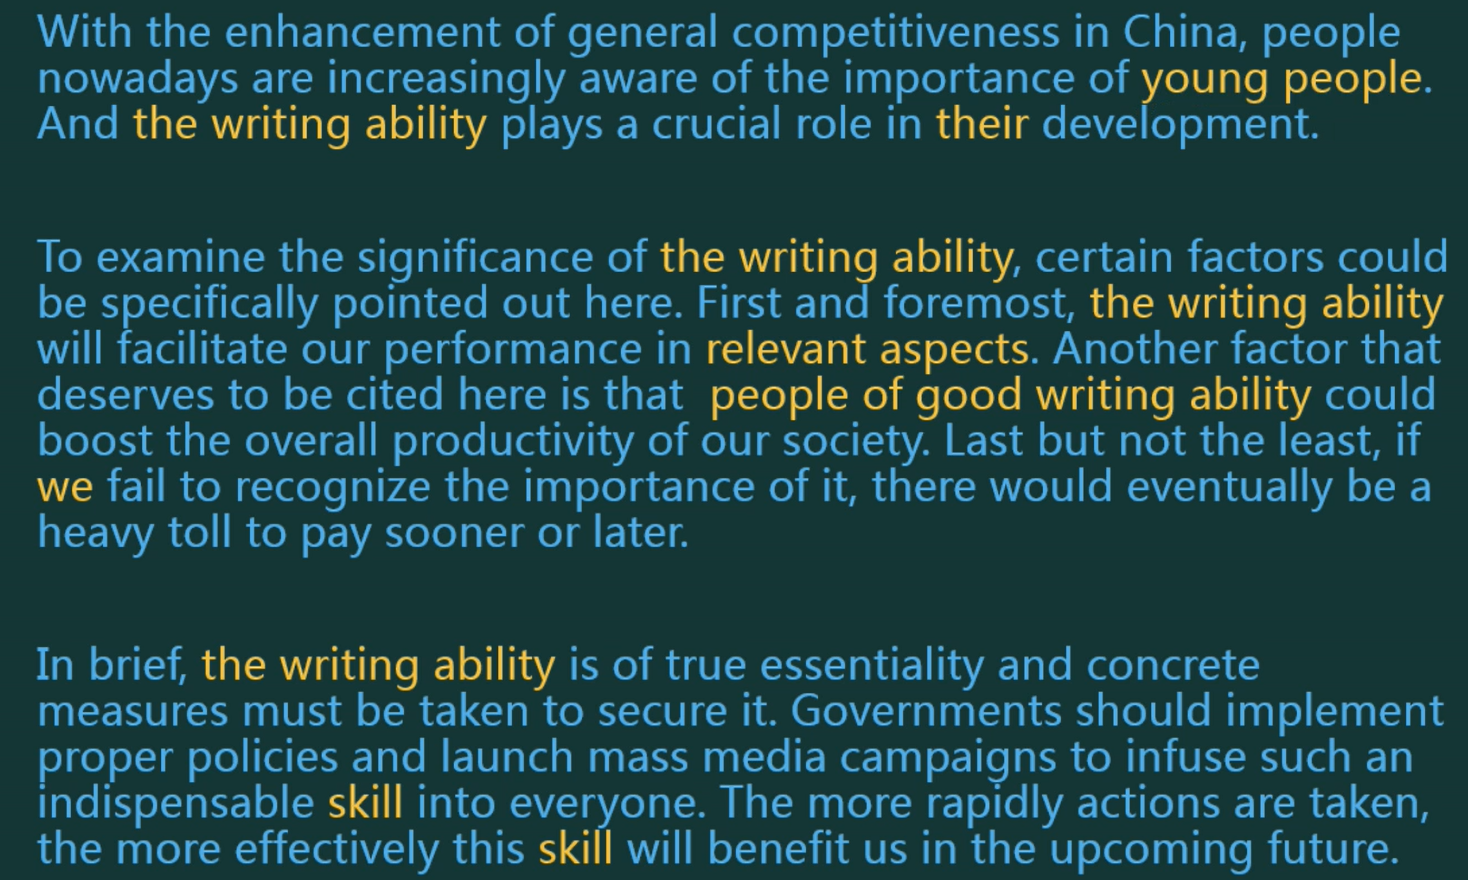 With the enhancement of general competitiveness in China, people
nowadays are increasingly aware of the importance of young people.
And the writing ability plays a crucial role in their development.
To examine the significance of the writing ability, certain factors could
be specifically pointed out here. First and foremost, the writing ability
will facilitate our performance in relevant aspects. Another factor that
deserves to be cited here is that people of good writing ability could
boost the overall productivity of our society. Last but not the least, if
we fail to recognize the importance of it, there would eventually be a
heavy toll to pay sooner or later.
In brief, the writing ability is of true essentiality and concrete
measures must be taken to secure it. Governments should implement
proper policies and launch mass media campaigns to infuse such an
indispensable skill into everyone. The more rapidly actions are taken,
the more effectively this skill will benefit us in the upcoming future.